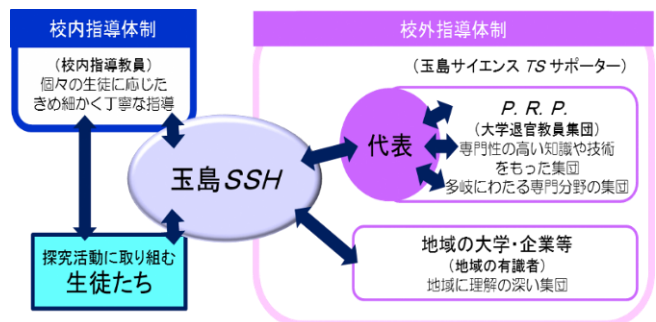 校内指導体制
(校内指導教員)
個々の生徒に応じた
きめ細かく丁寧な指導
玉島SSH
探究活動に取り組む
生徒たち
校外指導体制
(玉島サイエンス TS サポーター)
代表
P. R. P.
(大学退官教員集団)
専門性の高い知識や技術
をもった集団
多岐にわたる専門分野の集団
地域の大学・企業等
(地域の有識者)
地域に理解の深い集団